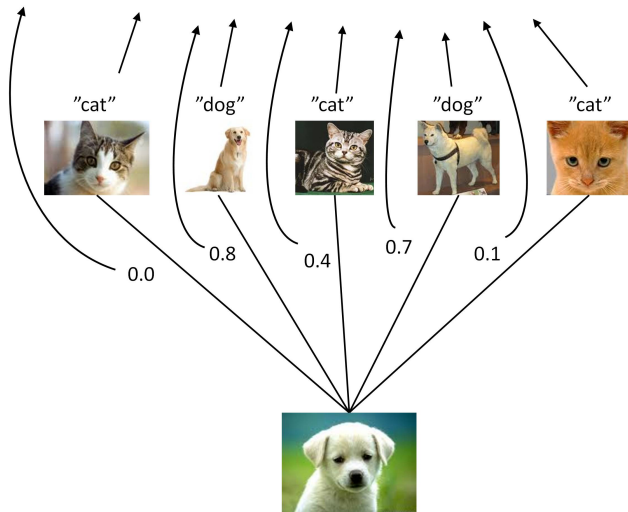 ”cat” ”dog” ”cat” ”dog” ”cat”
0.0 0.8 0.4 0.7 0.1